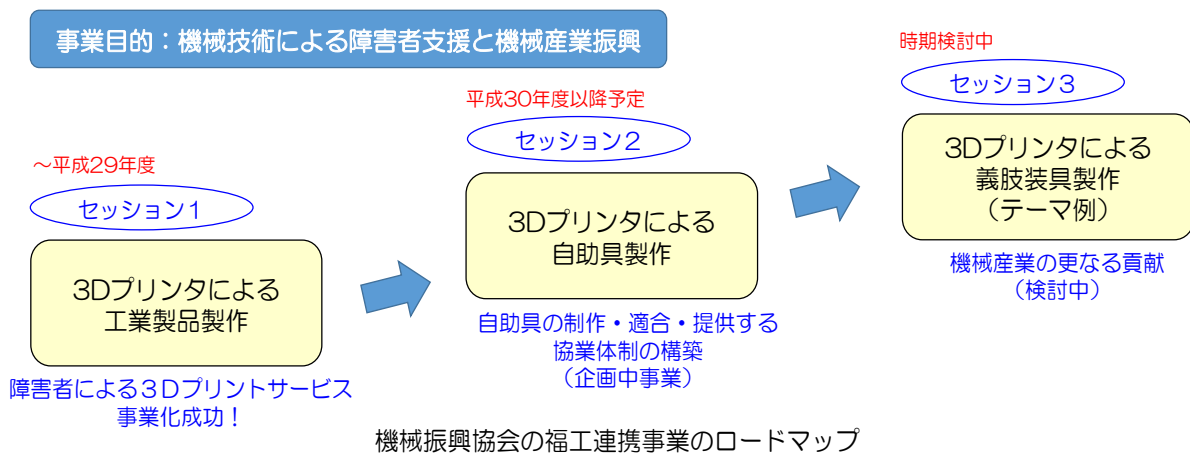 事業目的：機械技術による障害者支援と機械産業振興
～平成29年度
セッション１
3Dプリンタによる
工業製品製作
障害者による３Ｄプリントサービス
事業化成功！
平成30年度以降予定
セッション２
3Dプリンタによる
自助具製作
自助具の制作・適合・提供する
協業体制の構築
（企画中事業）
時期検討中
セッション３
3Dプリンタによる
義肢装具製作
（テーマ例）
機械産業の更なる貢献
（検討中）
機械振興協会の福工連携事業のロードマップ